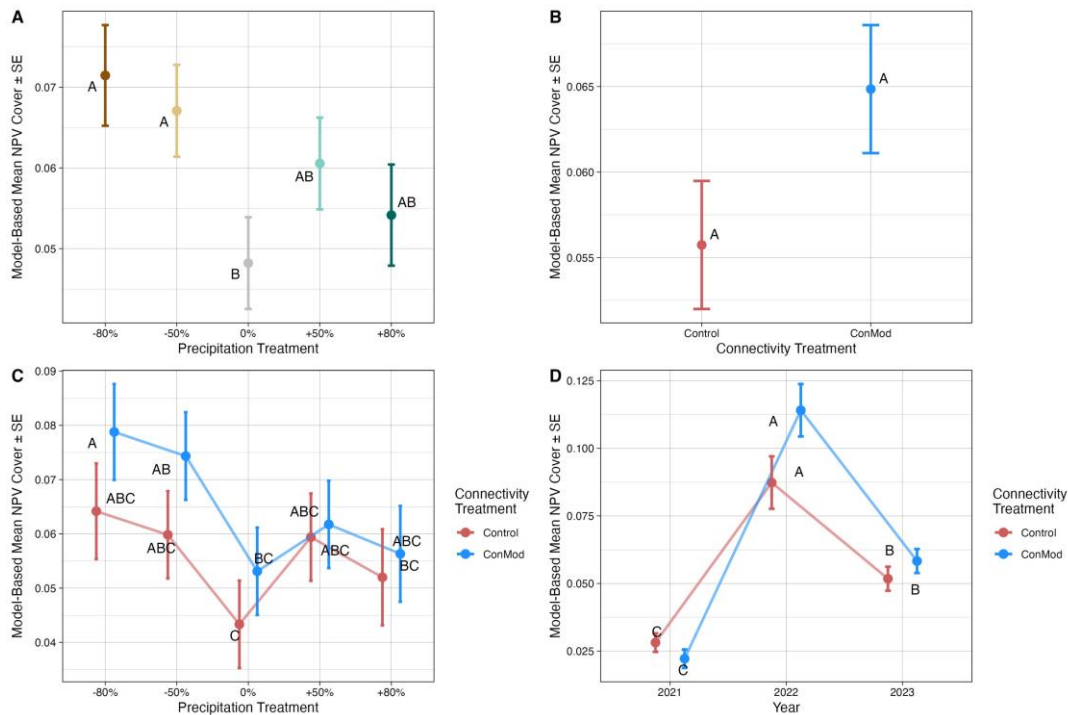 A
Model-Based Mean NPV Cover ± SE
0.07
0.06
0.05
A
A
B
AB
AB
-80% -50% 0% +50% +80%
Precipitation Treatment
B
Model-Based Mean NPV Cover ± SE
0.065
0.060
0.055
A
A
Control ConMod
Connectivity Treatment
C
Model-Based Mean NPV Cover ± SE
0.09
0.08
0.07
0.06
0.05
0.04
A
ABC
AB
ABC
BC
C
ABC
ABC
ABC
BC
-80% -50% 0% +50% +80%
Precipitation Treatment
Connectivity
Treatment
Control
ConMod
D
Model-Based Mean NPV Cover ± SE
0.125
0.100
0.075
0.050
0.025
C
C
A
A
B
B
2021 2022 2023
Year
Connectivity
Treatment
Control
ConMod